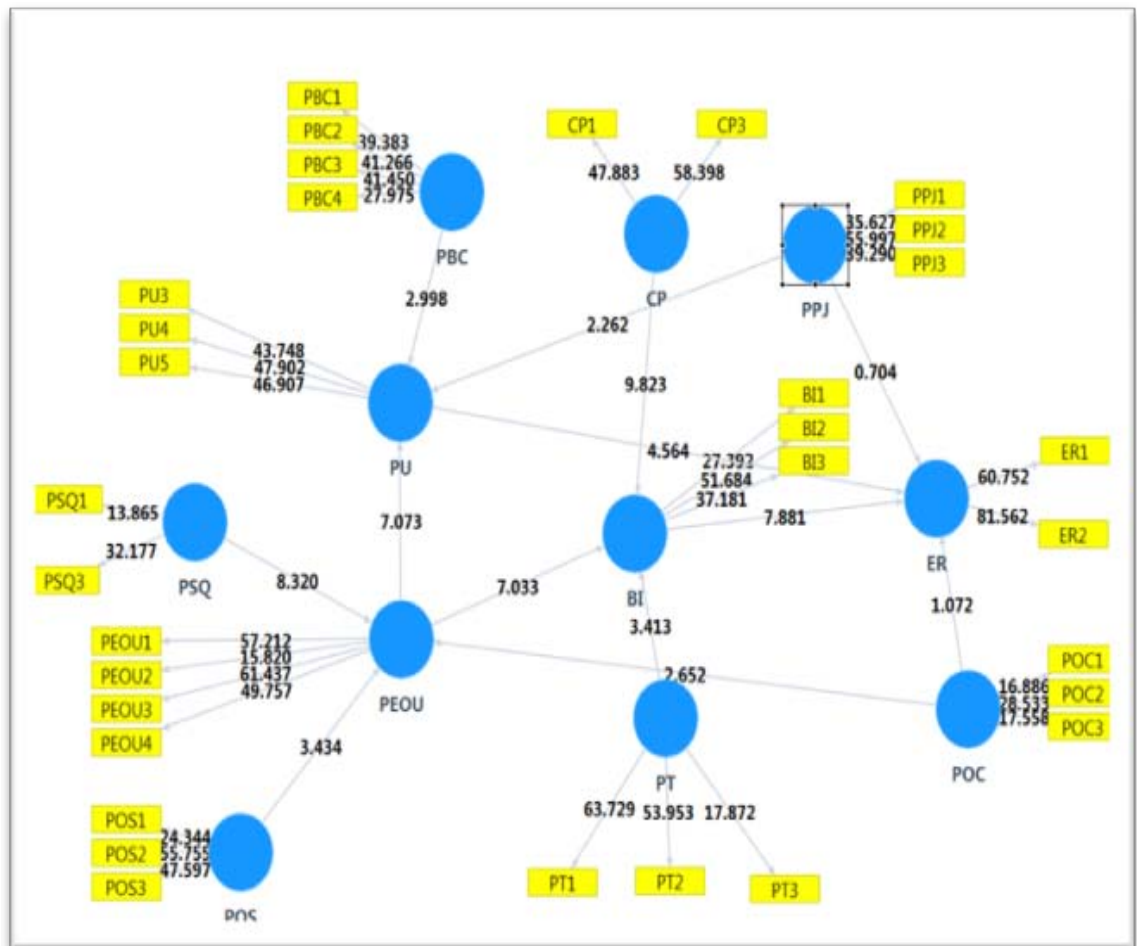 PBC1
PBC2
PBC3
PBC4
39.383
41.266
41.450
27.975
PBC
CP1
CP3
47.883
58.398
CP
PPJ1
PPJ2
PPJ3
35.627
55.997
39.290
PPJ
2.998
2.262
9.823
0.704
PU3
PU4
PU5
43.748
47.902
46.907
PU
BI1
BI2
BI3
4.564
27.392
51.684
37.181
7.881
BI
ER1
ER2
60.752
81.562
ER
PSQ1
PSQ3
13.865
32.177
PSQ
7.073
8.320
7.033
3.413
1.072
2.652
PEOU1
PEOU2
PEOU3
PEOU4
57.212
15.820
61.437
49.757
PEOU
3.434
POC1
POC2
POC3
16.886
28.533
17.558
POC
PT
63.729
53.953
17.872
PT1
PT2
PT3
POS1
POS2
POS3
24.344
55.755
47.597
POS